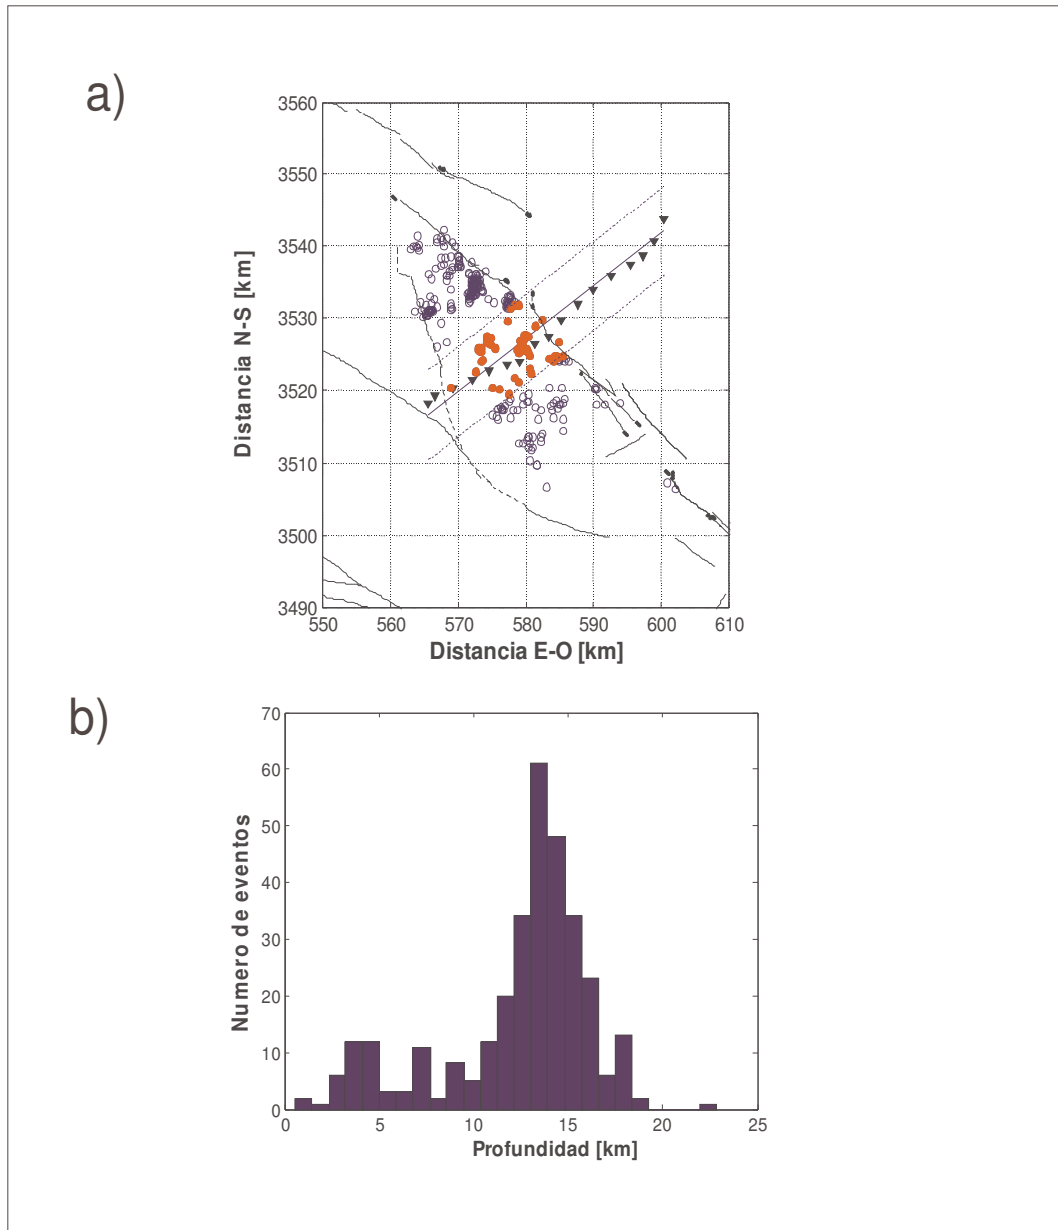 a)
3560
3550
3540
3530
3520
3510
3500
3490
Distancia N-S [km]
550 560 570 580 590 600 610
Distancia E-O [km]
b)
70
60
50
40
30
20
10
0
Numero de eventos
0 5 10 15 20 25
Profundidad [km]